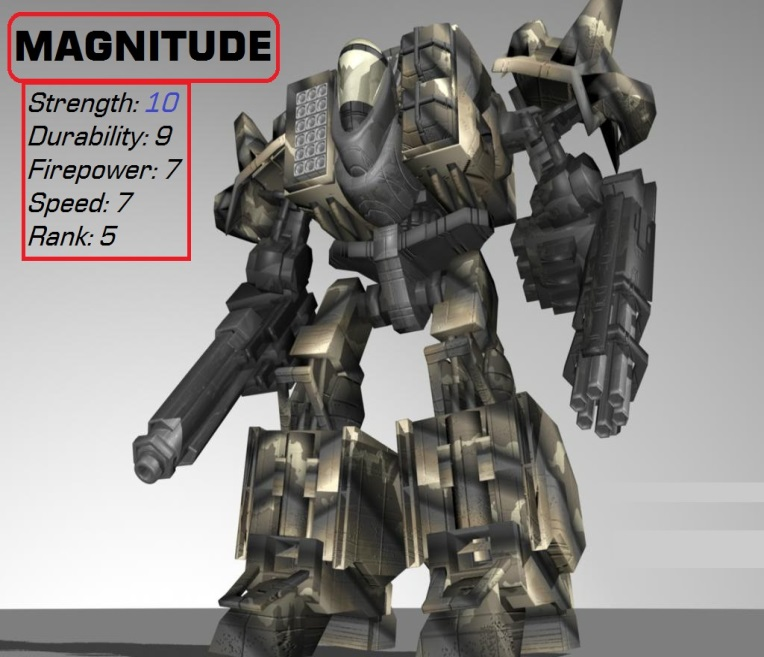 MAGNITUDE
Strength: 10
Durability: 9
Firepower: 7
Speed: 7
Rank: 5